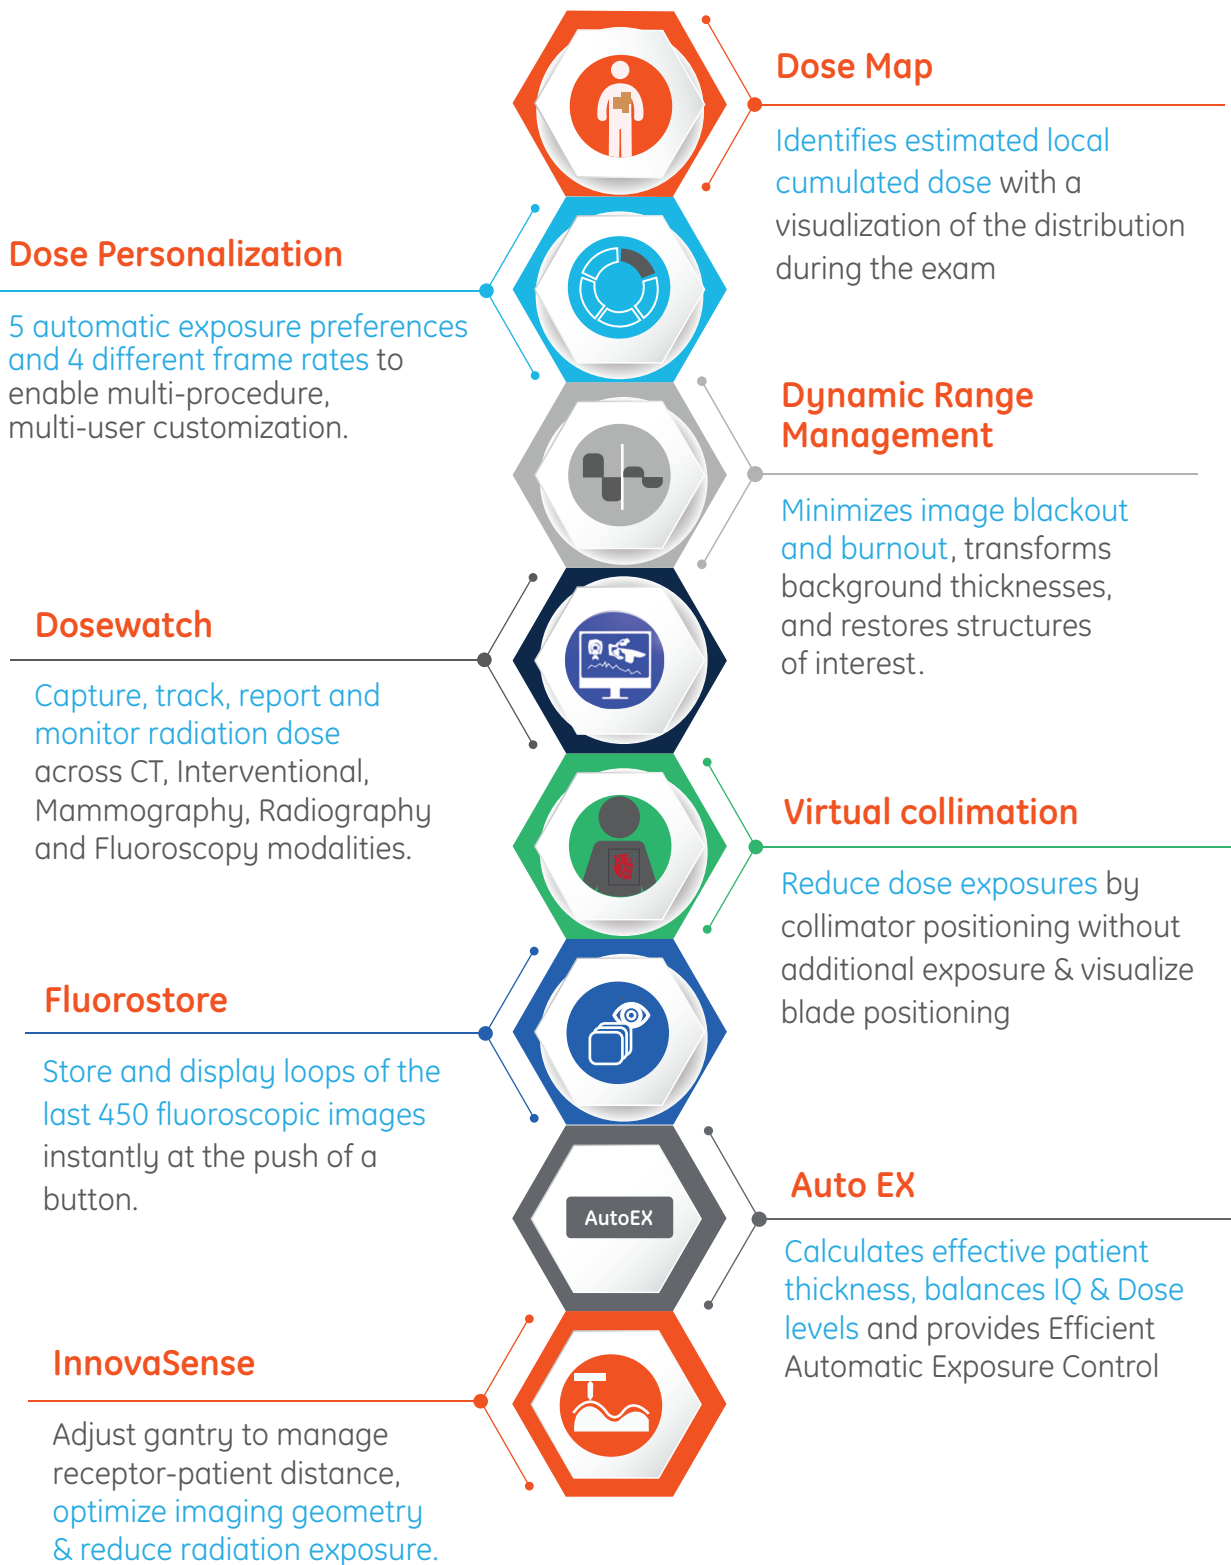 Dose Map
Identifies estimated local
cumulated dose with a
visualization of the distribution
during the exam
Dose Personalization
5 automatic exposure preferences
and 4 different frame rates to
enable multi-procedure,
multi-user customization.
Dynamic Range
Management
Minimizes image blackout
and burnout, transforms
background thicknesses,
and restores structures
of interest.
Dosewatch
Capture, track, report and
monitor radiation dose
across CT, Interventional,
Mammography, Radiography
and Fluoroscopy modalities.
Virtual collimation
Reduce dose exposures by
collimator positioning without
additional exposure & visualize
blade positioning
Fluorostore
Store and display loops of the
last 450 fluoroscopic images
instantly at the push of a
button.
AutoEX
Auto EX
Calculates effective patient
thickness, balances IQ & Dose
levels and provides Efficient
Automatic Exposure Control
InnovaSense
Adjust gantry to manage
receptor-patient distance,
optimize imaging geometry
& reduce radiation exposure.